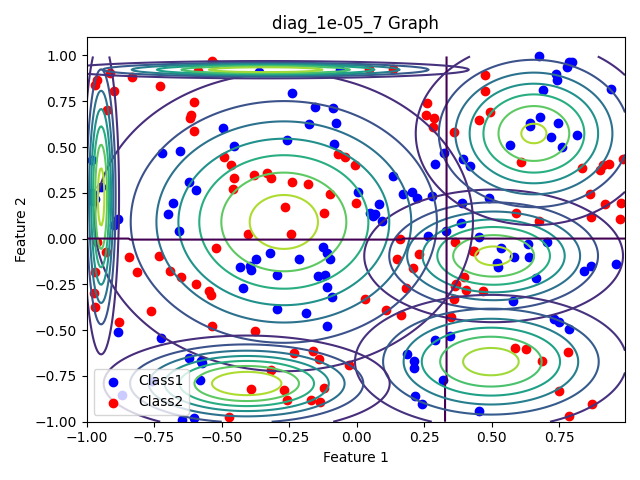 diag_1e-05_7 Graph
1.00
0.75
0.50
0.25
0.00
−0.25
−0.50
−0.75
−1.00
Feature 2
Class1
Class2
−1.00 −0.75 −0.50 −0.25 0.00 0.25 0.50 0.75
Feature 1